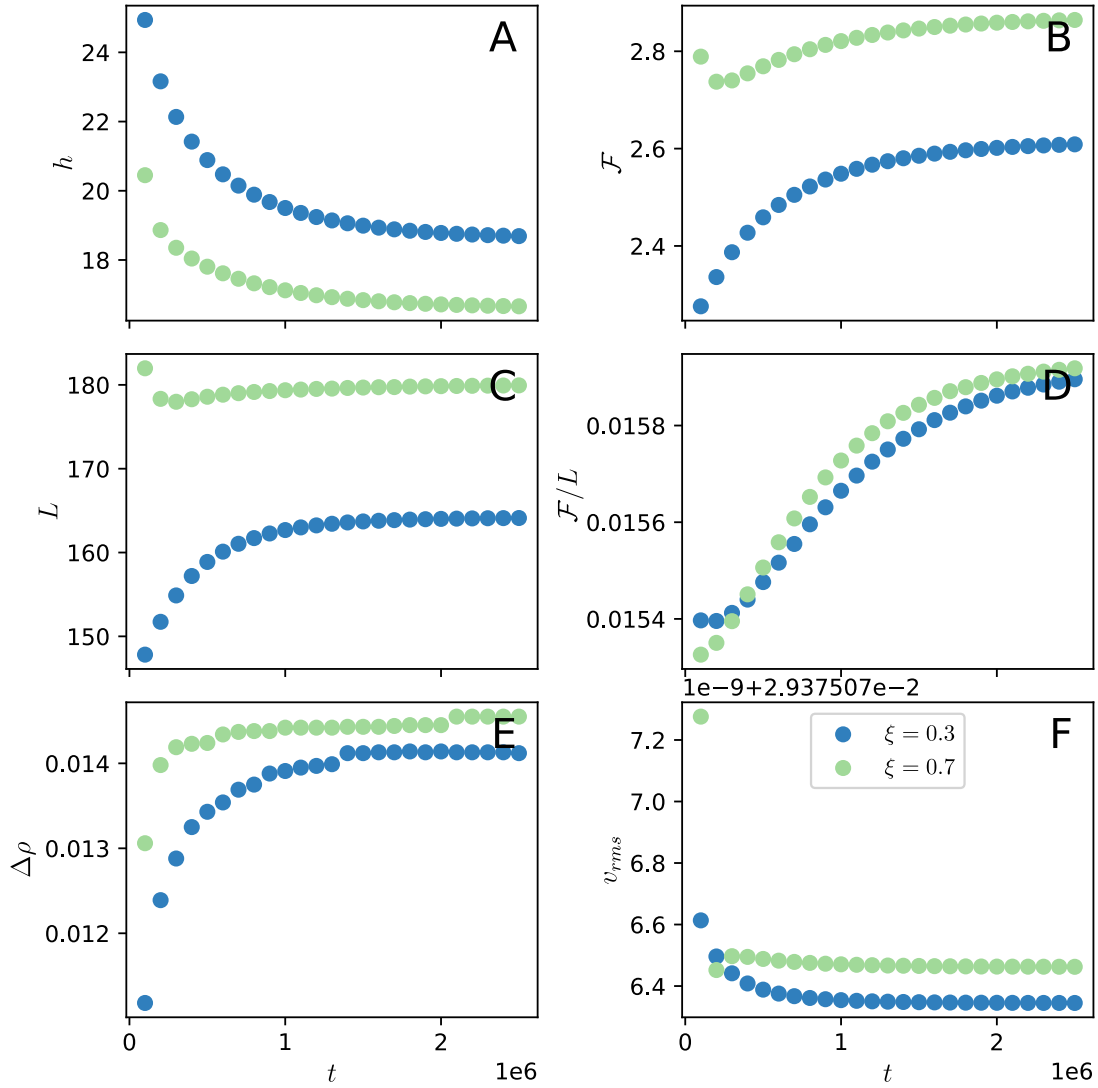 A
24
22
20
18
h
B
2.8
2.6
2.4
ℱ
C
180
170
160
150
L
D
0.0158
0.0156
0.0154
ℱ/L
E
0.014
0.013
0.012
Δρ
0
1
2
1e6
t
1e-9+2.937507e-2
F
ξ = 0.3
ξ = 0.7
7.2
7.0
6.8
6.6
6.4
v_{rms}
0
1
2
1e6
t